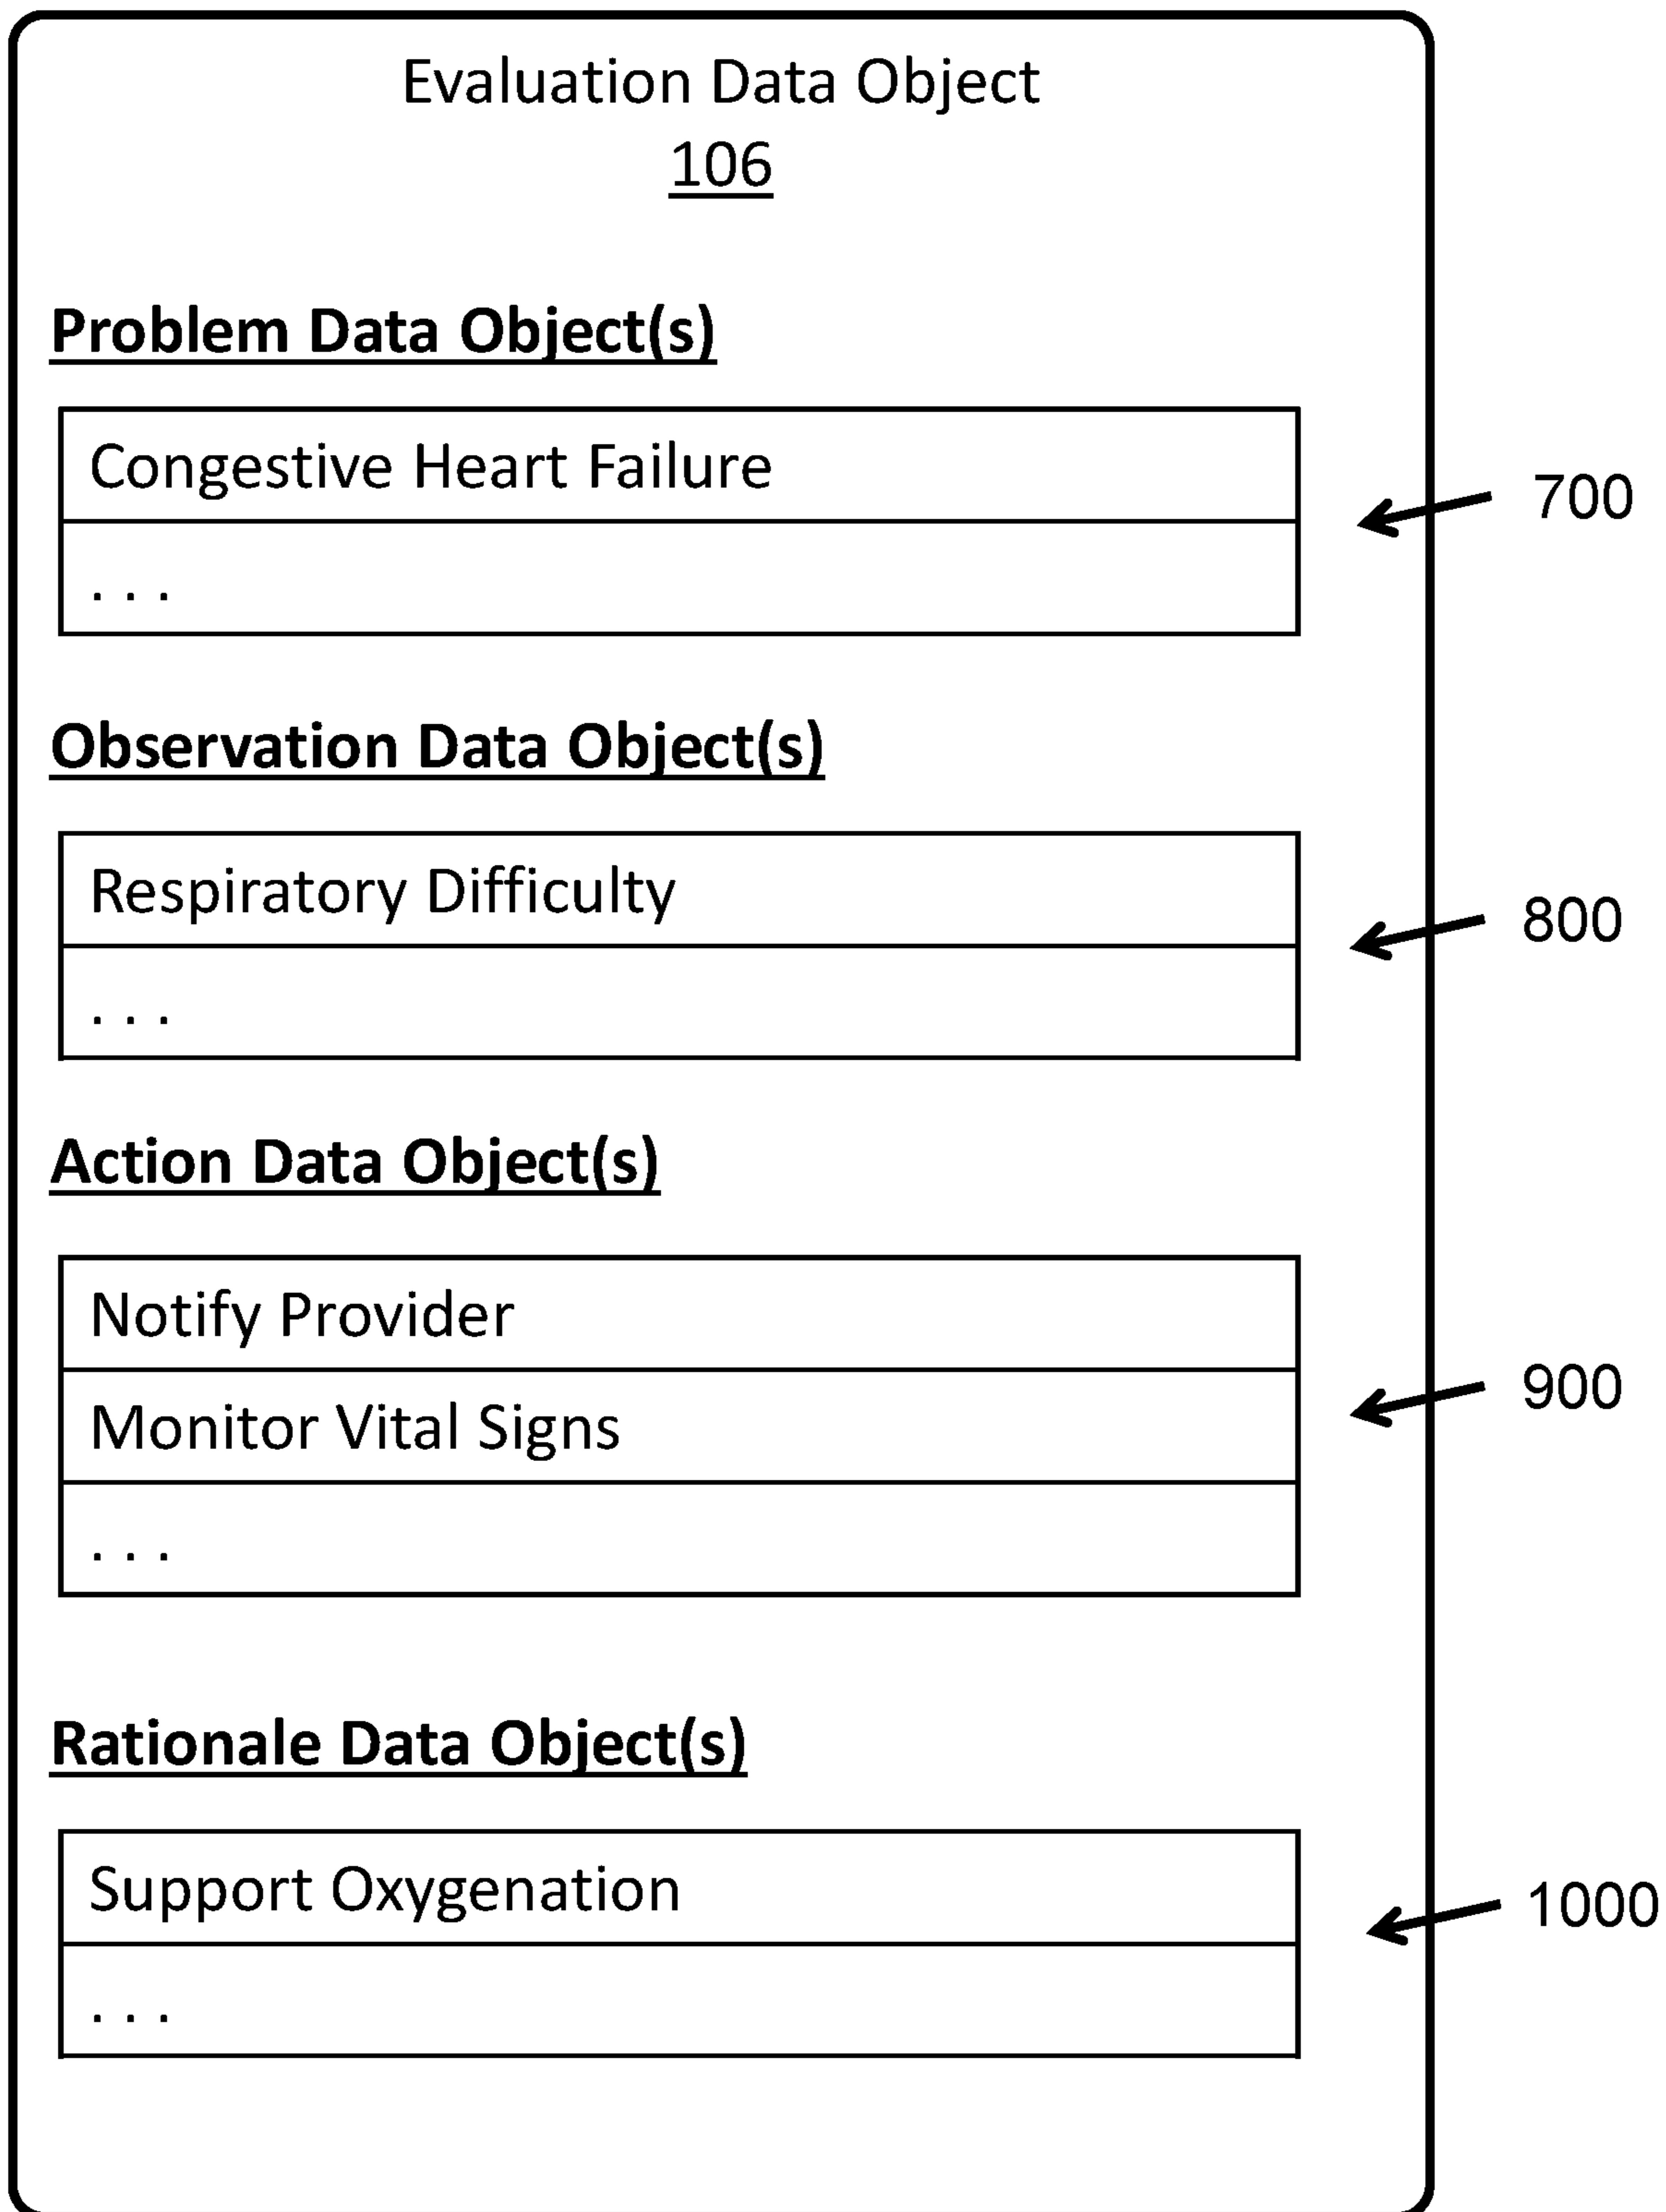 Evaluation Data Object
106
Problem Data Object(s)
Congestive Heart Failure
700
. . .
Observation Data Object(s)
Respiratory Difficulty
800
. . .
Action Data Object(s)
Notify Provider
900
Monitor Vital Signs
. . .
Rationale Data Object(s)
Support Oxygenation
1000
. . .